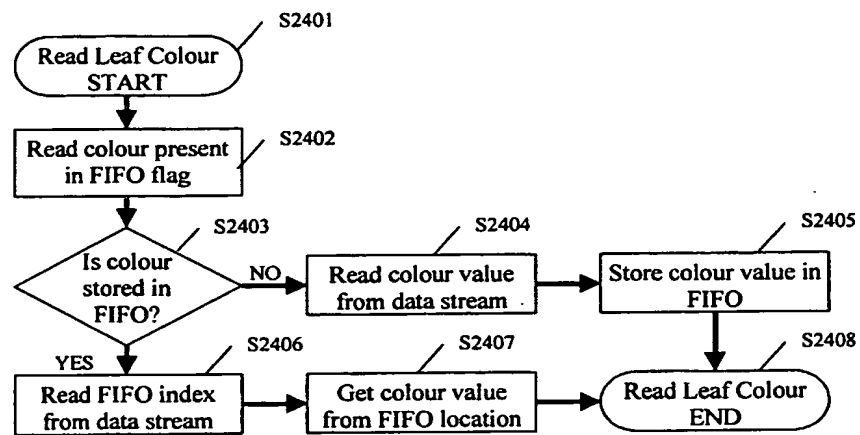 S2401
Read Leaf Colour
START
S2402
Read colour present
in FIFO flag
S2403
Is colour
stored in
FIFO?
NO
YES
S2404
Read colour value
from data stream
S2405
Store colour value in
FIFO
S2406
Read FIFO index
from data stream
S2407
Get colour value
from FIFO location
S2408
Read Leaf Colour
END